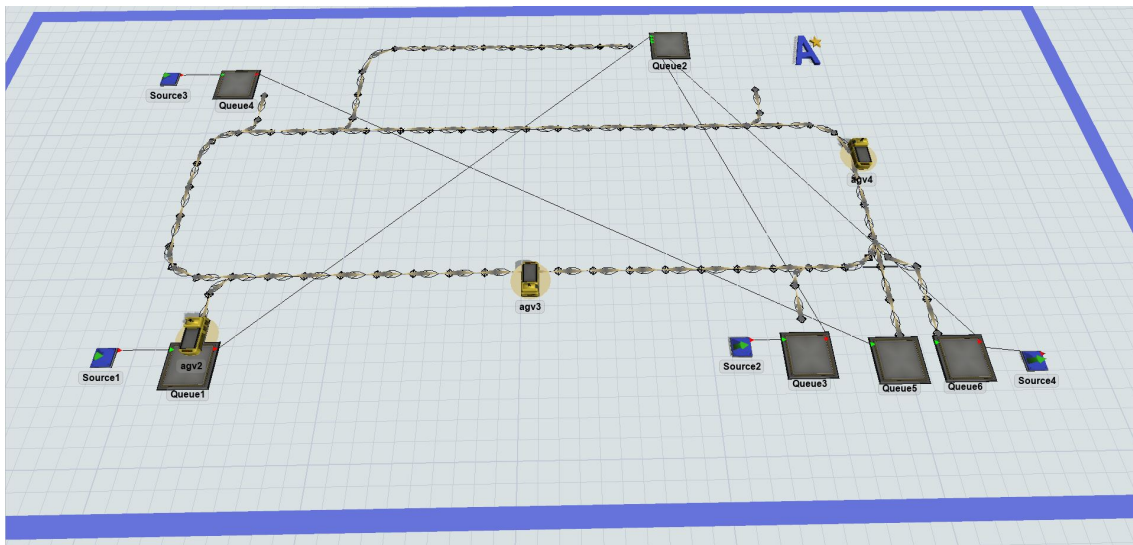 Queue2
A
Source3
Queue4
agv4
agv3
agv2
Source1
Queue1
Source2
Queue3
Queue5
Queue6
Source4